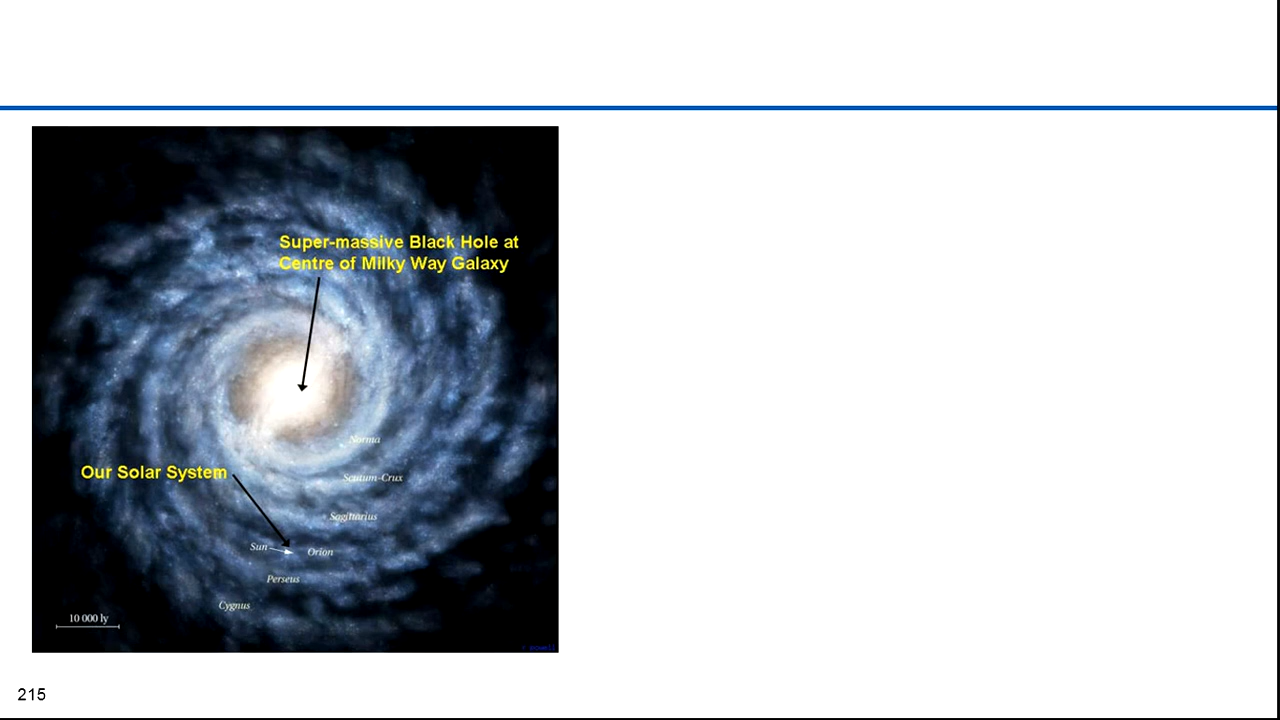 Super-massive Black Hole at
Centre of Milky Way Galaxy
Norma
Our Solar System
Scutum-Crux
Sagittarius
Sun
Orion
Perseus
Cygnus
10 000 ly
215